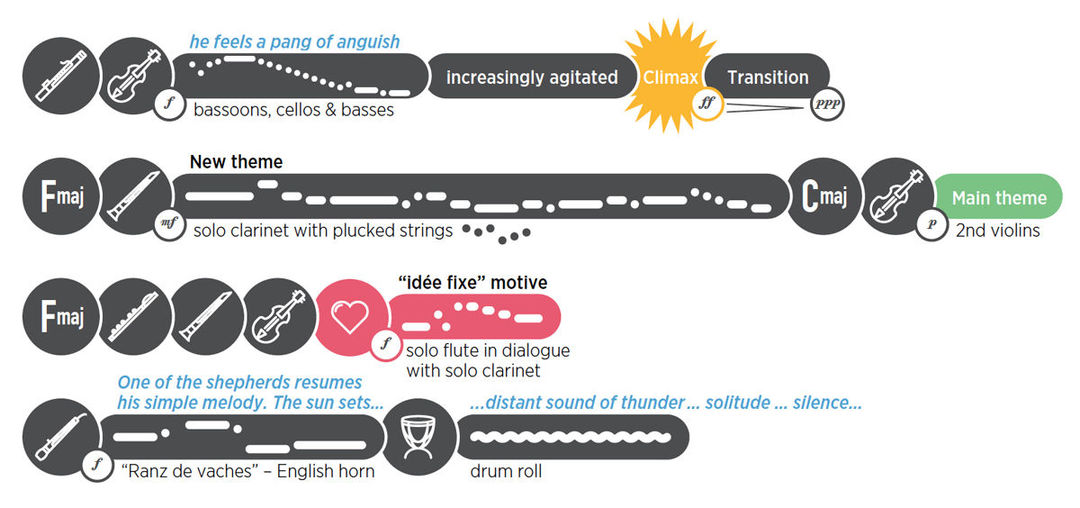 he feels a pang of anguish
increasingly agitated
Climax
Transition
f
ff
ppp
bassoons, cellos & basses
New theme
Fmaj
Cmaj
Main theme
mf
solo clarinet with plucked strings
p
2nd violins
"idée fixe" motive
Fmaj
f
solo flute in dialogue
with solo clarinet
One of the shepherds resumes
his simple melody. The sun sets...
...distant sound of thunder ... solitude ... silence...
f
“Ranz de vaches” – English horn
drum roll